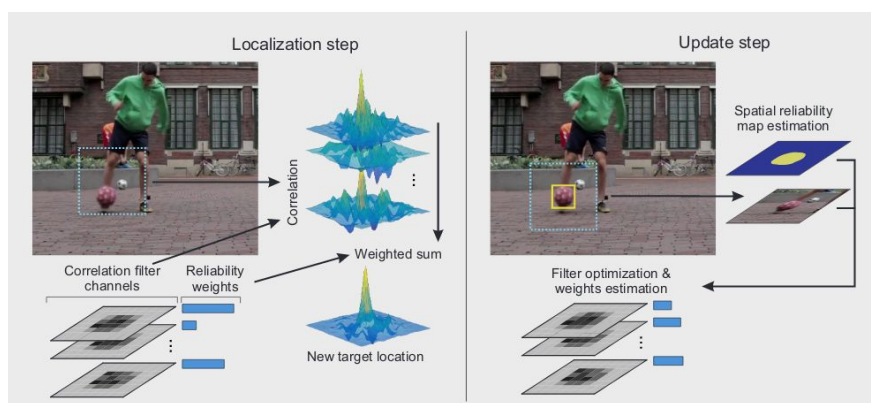 Localization step
Correlation
Weighted sum
Correlation filter
channels
Reliability
weights
New target location
Update step
Spatial reliability
map estimation
Filter optimization &
weights estimation